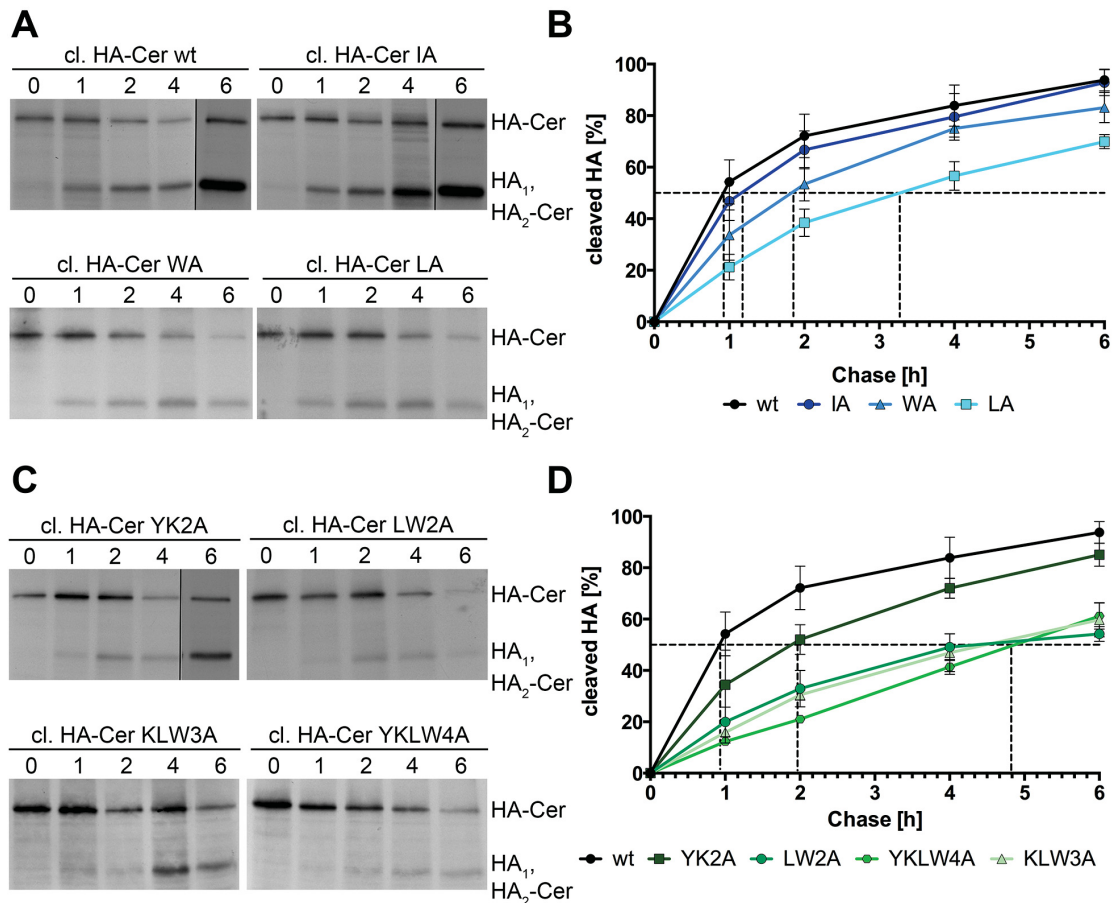 A
cl. HA-Cer wt
cl. HA-Cer IA
0 1 2 4 6
0 1 2 4 6
HA-Cer
HA1,
HA2-Cer
cl. HA-Cer WA
cl. HA-Cer LA
0 1 2 4 6
0 1 2 4 6
HA-Cer
HA1,
HA2-Cer
B
cleaved HA [%]
100
80
60
40
20
0
0 1 2 3 4 5 6
Chase [h]
wt IA WA LA
C
cl. HA-Cer YK2A
cl. HA-Cer LW2A
0 1 2 4 6
0 1 2 4 6
HA-Cer
HA1,
HA2-Cer
cl. HA-Cer KLW3A
cl. HA-Cer YKLW4A
0 1 2 4 6
0 1 2 4 6
HA-Cer
HA1,
HA2-Cer
D
cleaved HA [%]
100
80
60
40
20
0
0 1 2 3 4 5 6
Chase [h]
wt YK2A LW2A YKLW4A KLW3A